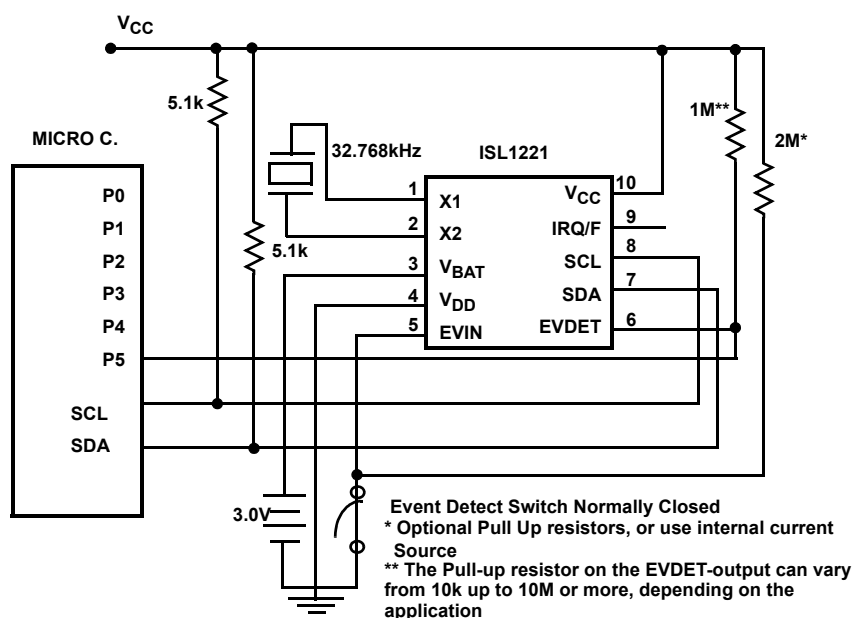 VCC
5.1k
1M**
2M*
MICRO C.
32.768kHz
ISL1221
P0
P1
P2
P3
P4
P5
SCL
SDA
5.1k
1 X1
2 X2
3 VBAT
4 VDD
5 EVIN
VCC 10
IRQ/F 9
SCL 8
SDA 7
EVDET 6
3.0V
Event Detect Switch Normally Closed
* Optional Pull Up resistors, or use internal current
Source
** The Pull-up resistor on the EVDET-output can vary
from 10k up to 10M or more, depending on the
application